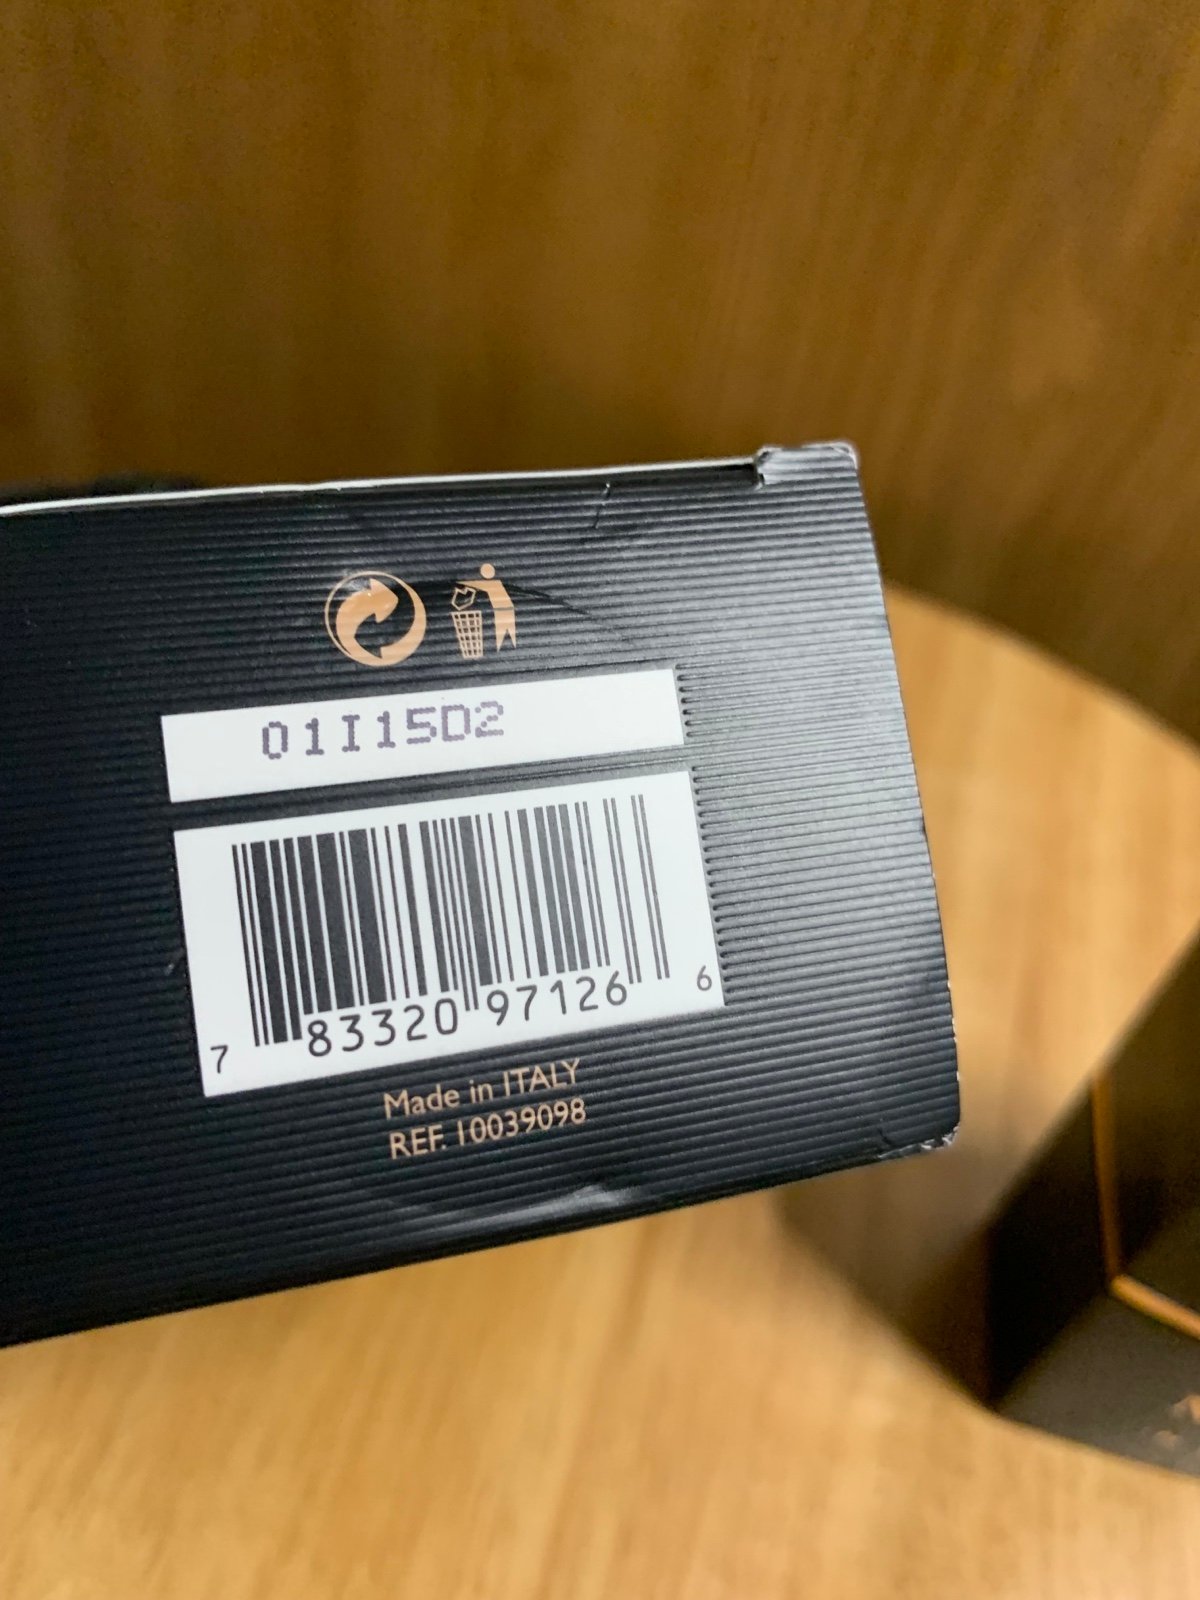 01I15D2
7 83320 97126 6
Made in ITALY
REF. 10039098